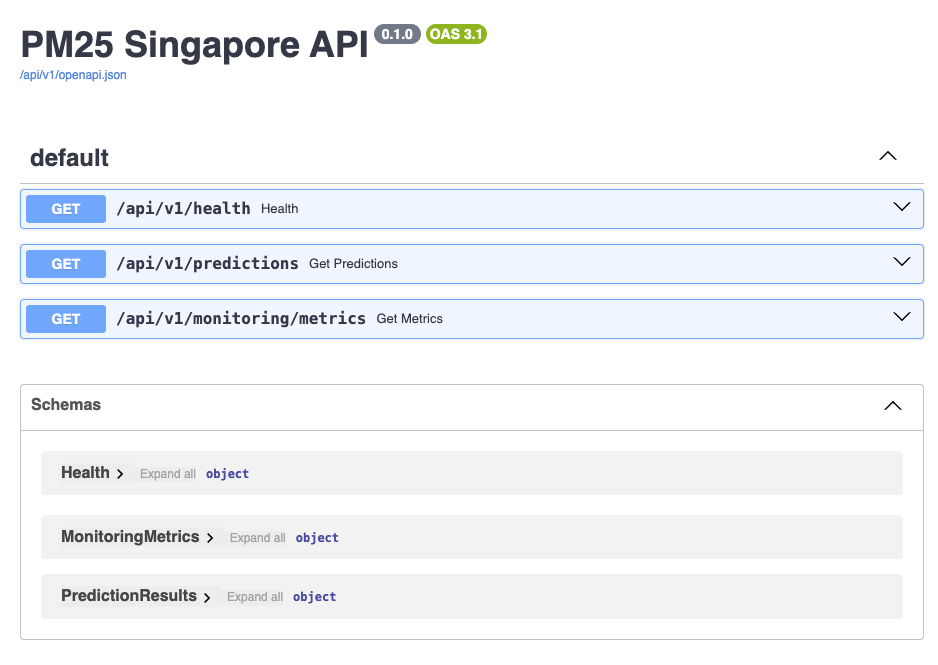 PM25 Singapore API 0.1.0 OAS 3.1
/api/v1/openapi.json
default
GET /api/v1/health Health
GET /api/v1/predictions Get Predictions
GET /api/v1/monitoring/metrics Get Metrics
Schemas
Health Expand all object
MonitoringMetrics Expand all object
PredictionResults Expand all object